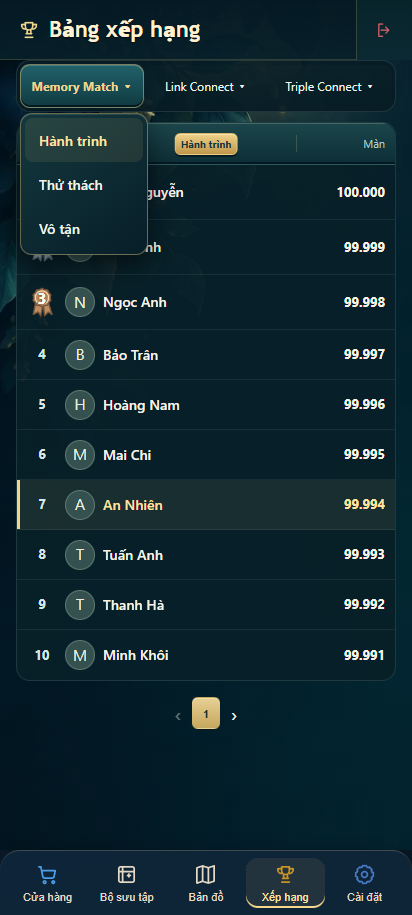 Bảng xếp hạng
Memory Match Link Connect Triple Connect
Hành trình
Thử thách
Vô tận
Hành trình Màn
guyễn 100.000
nh 99.999
3 N Ngọc Anh 99.998
4 B Bảo Trân 99.997
5 H Hoàng Nam 99.996
6 M Mai Chi 99.995
7 A An Nhiên 99.994
8 T Tuấn Anh 99.993
9 T Thanh Hà 99.992
10 M Minh Khôi 99.991
‹ 1 ›
Cửa hàng Bộ sưu tập Bản đồ Xếp hạng Cài đặt